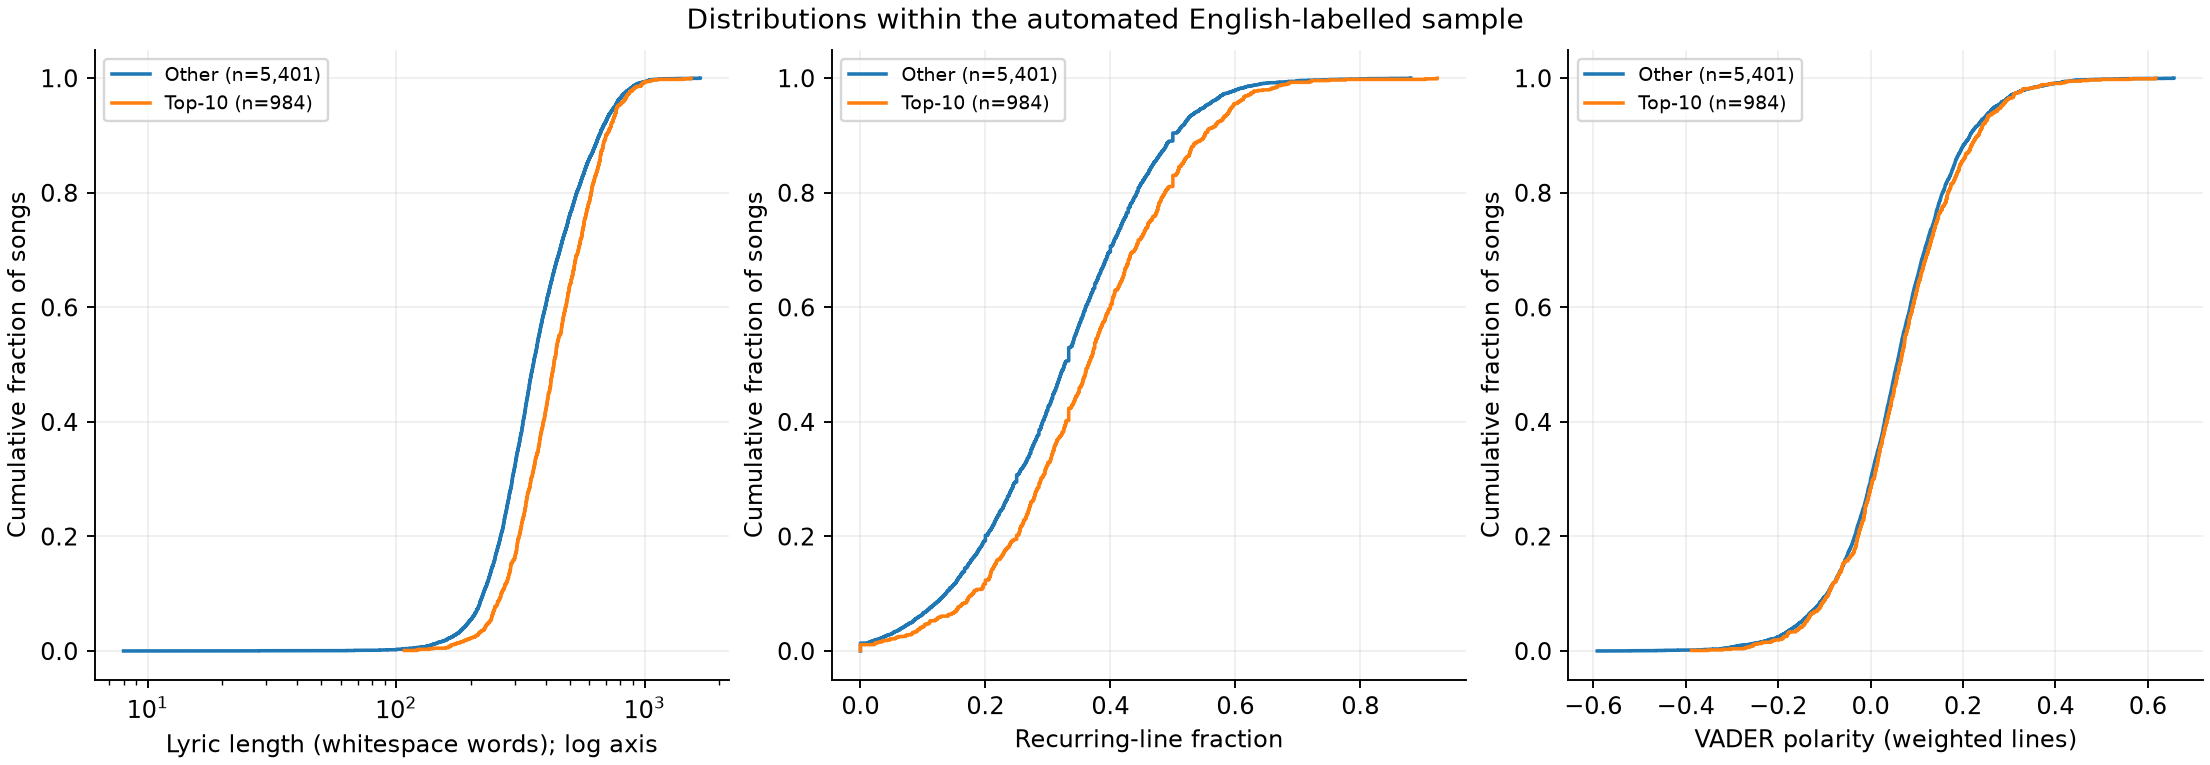 Distributions within the automated English-labelled sample
Cumulative fraction of songs
1.0
0.8
0.6
0.4
0.2
0.0
Other (n=5,401)
Top-10 (n=984)
10¹
10²
10³
Lyric length (whitespace words); log axis
Cumulative fraction of songs
1.0
0.8
0.6
0.4
0.2
0.0
Other (n=5,401)
Top-10 (n=984)
0.0
0.2
0.4
0.6
0.8
Recurring-line fraction
Cumulative fraction of songs
1.0
0.8
0.6
0.4
0.2
0.0
Other (n=5,401)
Top-10 (n=984)
−0.6
−0.4
−0.2
0.0
0.2
0.4
0.6
VADER polarity (weighted lines)